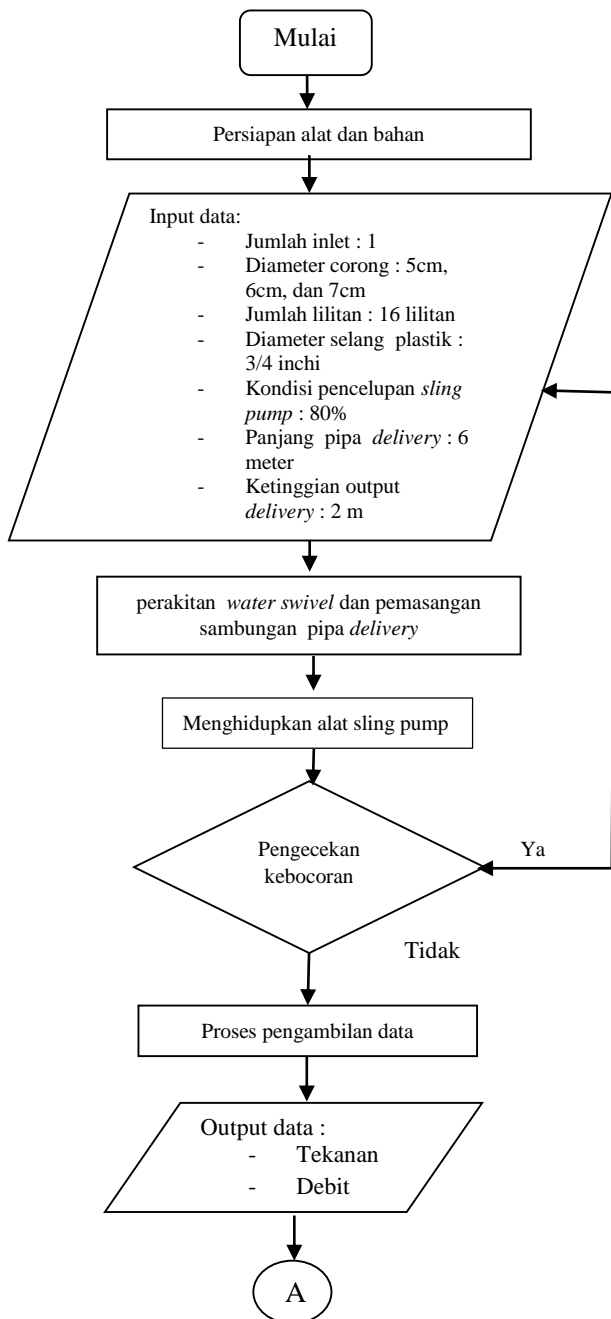 Mulai
Persiapan alat dan bahan
Input data:
- Jumlah inlet : 1
- Diameter corong : 5cm,
6cm, dan 7cm
- Jumlah lilitan : 16 lilitan
- Diameter selang plastik :
3/4 inchi
- Kondisi pencelupan sling
pump : 80%
- Panjang pipa delivery : 6
meter
- Ketinggian output
delivery : 2 m
perakitan water swivel dan pemasangan
sambungan pipa delivery
Menghidupkan alat sling pump
Pengecekan
kebocoran
Ya
Tidak
Proses pengambilan data
Output data :
- Tekanan
- Debit
A